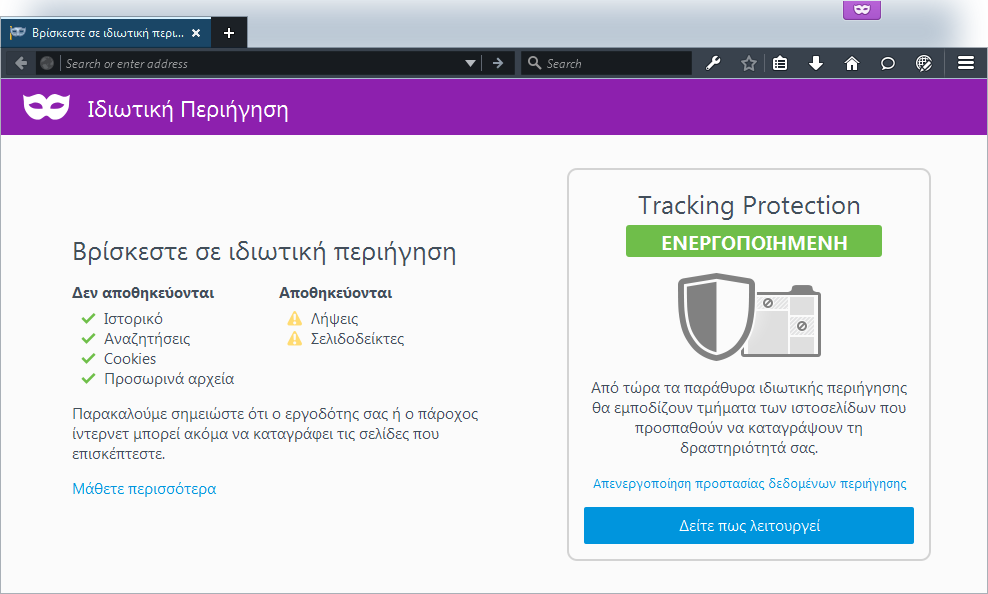 Βρίσκεστε σε ιδιωτική περι...
Search or enter address
Search
Ιδιωτική Περιήγηση
Βρίσκεστε σε ιδιωτική περιήγηση
Δεν αποθηκεύονται
Ιστορικό
Αναζητήσεις
Cookies
Προσωρινά αρχεία
Αποθηκεύονται
Λήψεις
Σελιδοδείκτες
Παρακαλούμε σημειώστε ότι ο εργοδότης σας ή ο πάροχος
ίντερνετ μπορεί ακόμα να καταγράφει τις σελίδες που
επισκέπτεστε.
Μάθετε περισσότερα
Tracking Protection
ΕΝΕΡΓΟΠΟΙΗΜΕΝΗ
Από τώρα τα παράθυρα ιδιωτικής περιήγησης
θα εμποδίζουν τμήματα των ιστοσελίδων που
προσπαθούν να καταγράψουν τη
δραστηριότητά σας.
Απενεργοποίηση προστασίας δεδομένων περιήγησης
Δείτε πως λειτουργεί